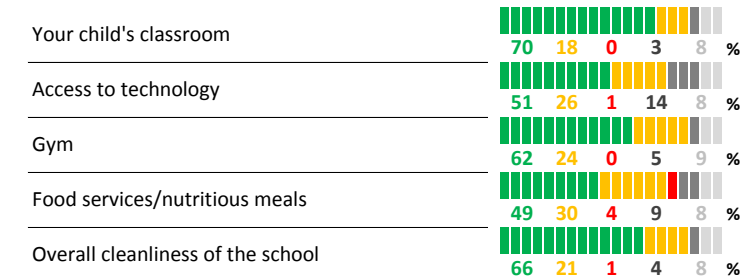 Your child's classroom
70 18 0 3 8 %
Access to technology
51 26 1 14 8 %
Gym
62 24 0 5 9 %
Food services/nutritious meals
49 30 4 9 8 %
Overall cleanliness of the school
66 21 1 4 8 %